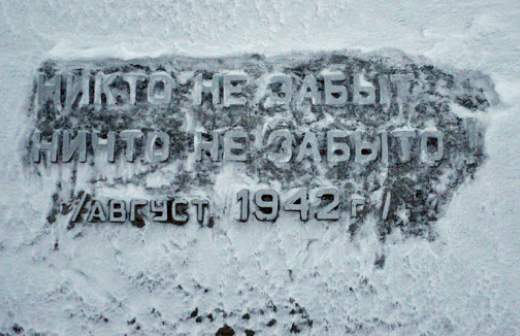 НИКТО НЕ ЗАБЫТ
НИЧТО НЕ ЗАБЫТО !
/АВГУСТ 1942 г/